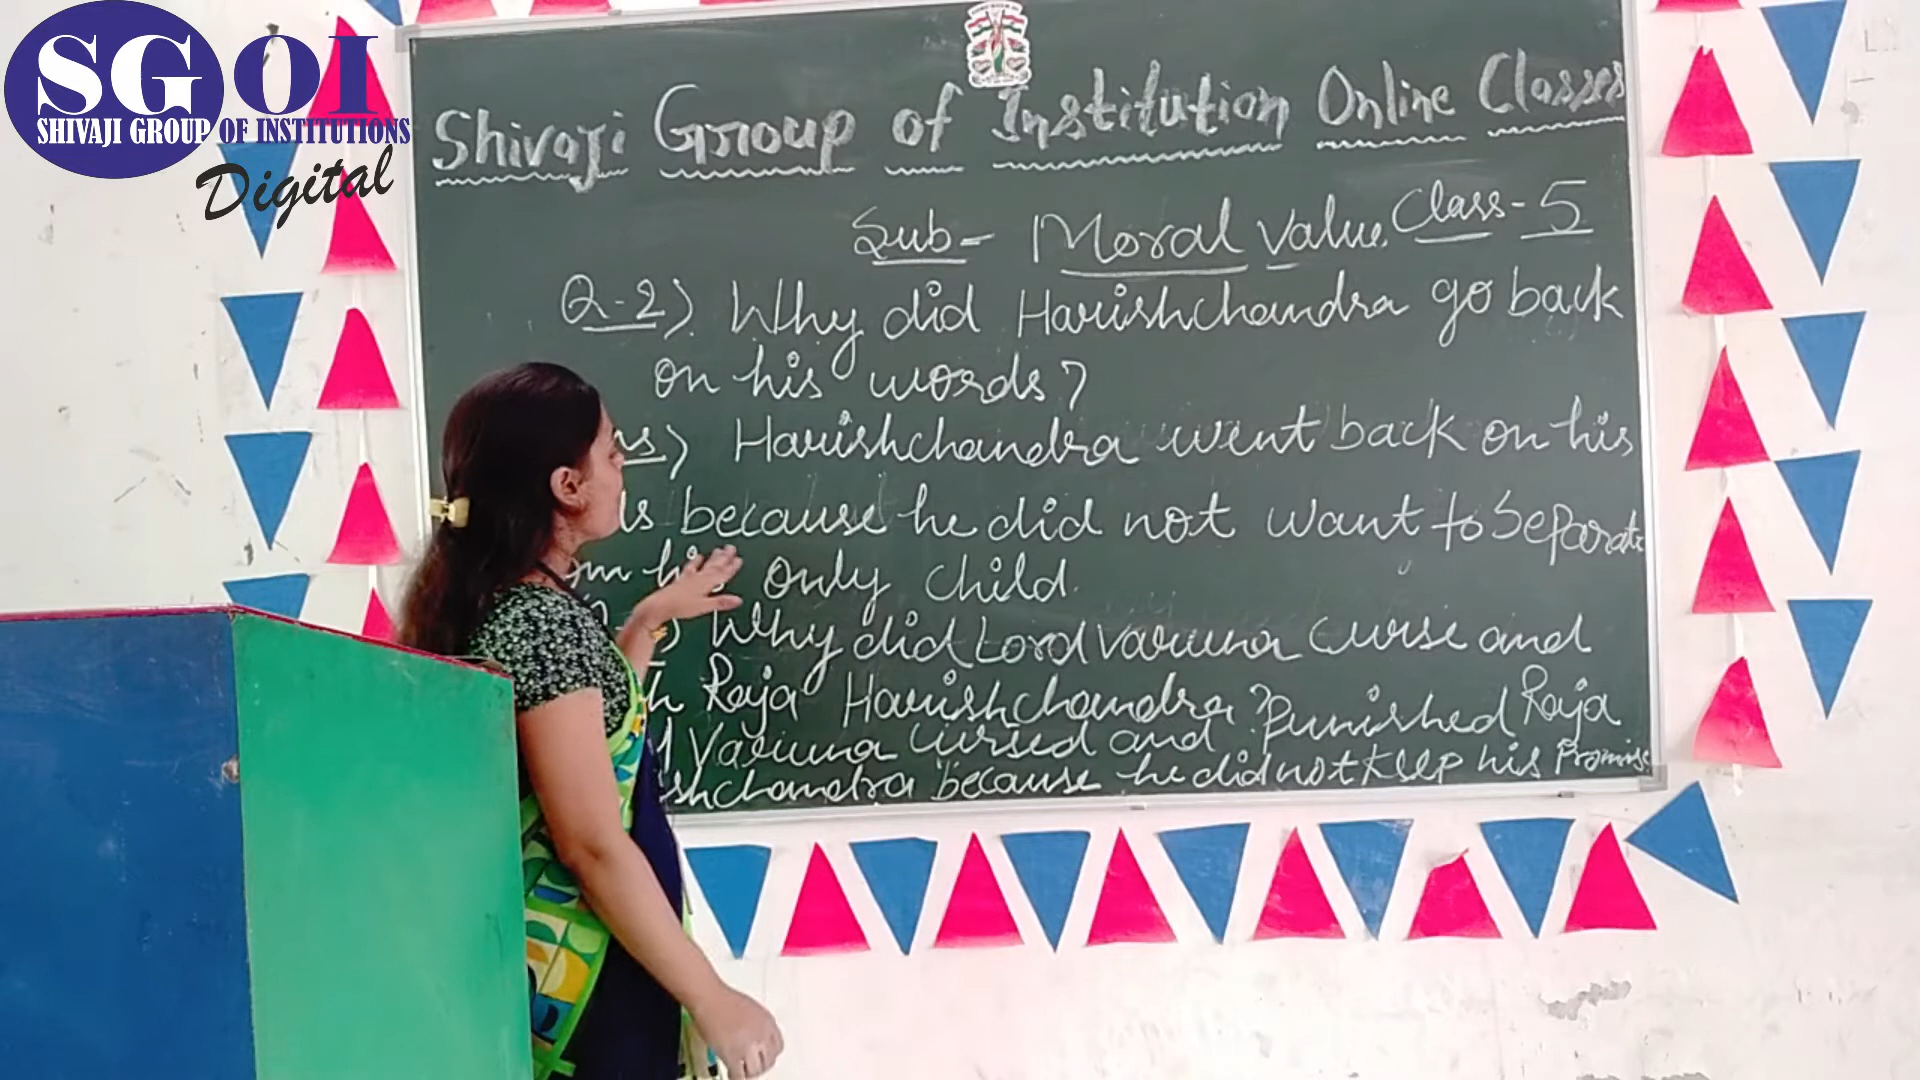 SGOI
SHIVAJI GROUP OF INSTITUTIONS
Digital
Shivaji Group of Institution Online Classes
Sub- Moral Value. Class-5
Q-2) Why did Harishchandra go back
on his words?
Harishchandra went back on his
because he did not want to Separate
his only child.
Why did Lord varuna curse and
Raja Harishchandra?
Varuna cursed and Punished Raja
because he did not keep his Promise